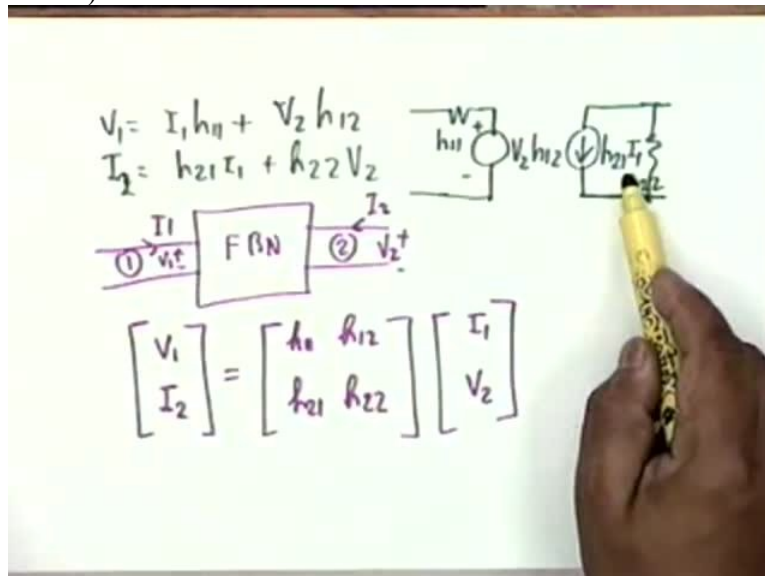 V₁= I₁h₁₁ + V₂h₁₂
I₂= h₂₁I₁ + h₂₂V₂
h₁₁ + - V₂h₁₂ h₂₁I₁
I1 I₂
① V₁ + FBN ② V₂ + -
[V₁ I₂] = [h₁₁ h₁₂ h₂₁ h₂₂] [I₁ V₂]